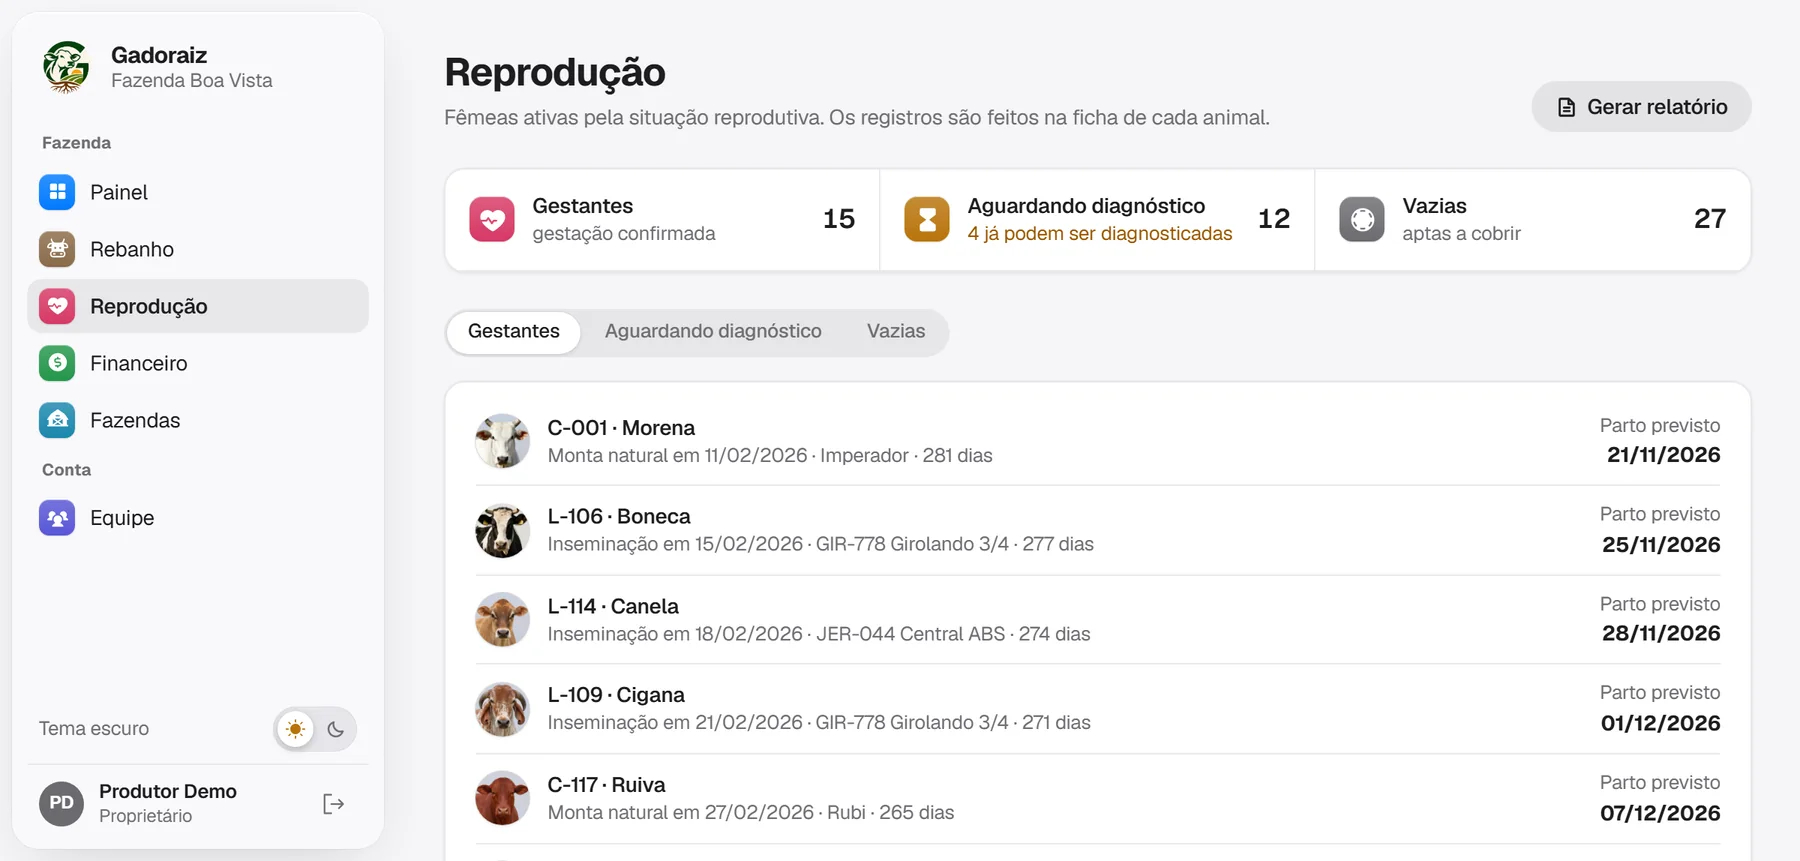 Gadoraiz
Fazenda Boa Vista
Fazenda
Painel
Rebanho
Reprodução
Financeiro
Fazendas
Conta
Equipe
Tema escuro
PD
Produtor Demo
Proprietário
Reprodução
Fêmeas ativas pela situação reprodutiva. Os registros são feitos na ficha de cada animal.
Gerar relatório
Gestantes
gestação confirmada
15
Aguardando diagnóstico
4 já podem ser diagnosticadas
12
Vazias
aptas a cobrir
27
Gestantes
Aguardando diagnóstico
Vazias
C-001 · Morena
Monta natural em 11/02/2026 · Imperador · 281 dias
Parto previsto
21/11/2026
L-106 · Boneca
Inseminação em 15/02/2026 · GIR-778 Girolando 3/4 · 277 dias
Parto previsto
25/11/2026
L-114 · Canela
Inseminação em 18/02/2026 · JER-044 Central ABS · 274 dias
Parto previsto
28/11/2026
L-109 · Cigana
Inseminação em 21/02/2026 · GIR-778 Girolando 3/4 · 271 dias
Parto previsto
01/12/2026
C-117 · Ruiva
Monta natural em 27/02/2026 · Rubi · 265 dias
Parto previsto
07/12/2026